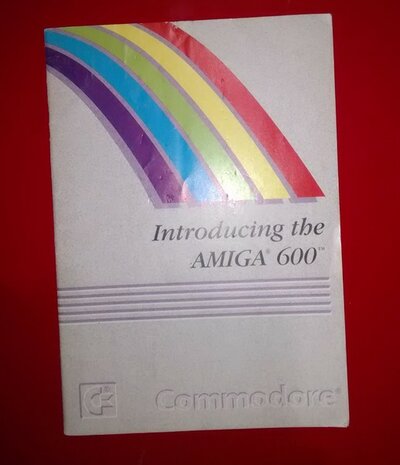 Introducing the
AMIGA® 600™
Commodore®